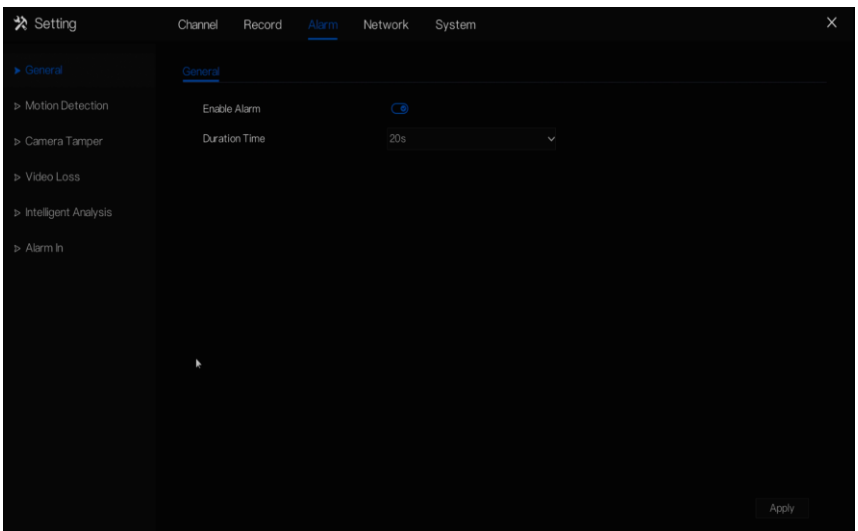 Setting Channel Record Alarm Network System
General
Motion Detection
Camera Tamper
Video Loss
Intelligent Analysis
Alarm In
General
Enable Alarm
Duration Time 20s
Apply